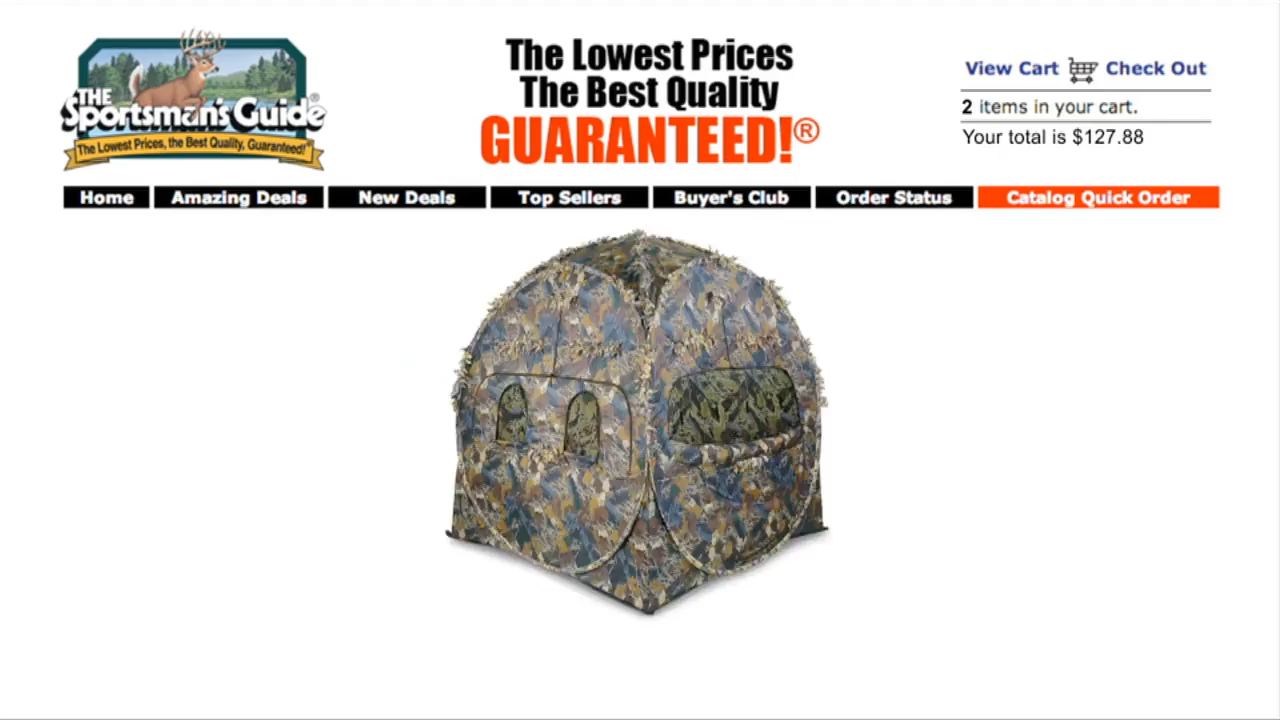 THE
Sportsman's Guide®
The Lowest Prices, the Best Quality, Guaranteed!®
The Lowest Prices
The Best Quality
GUARANTEED!®
View Cart Check Out
2 items in your cart.
Your total is $127.88
Home Amazing Deals New Deals Top Sellers Buyer's Club Order Status Catalog Quick Order